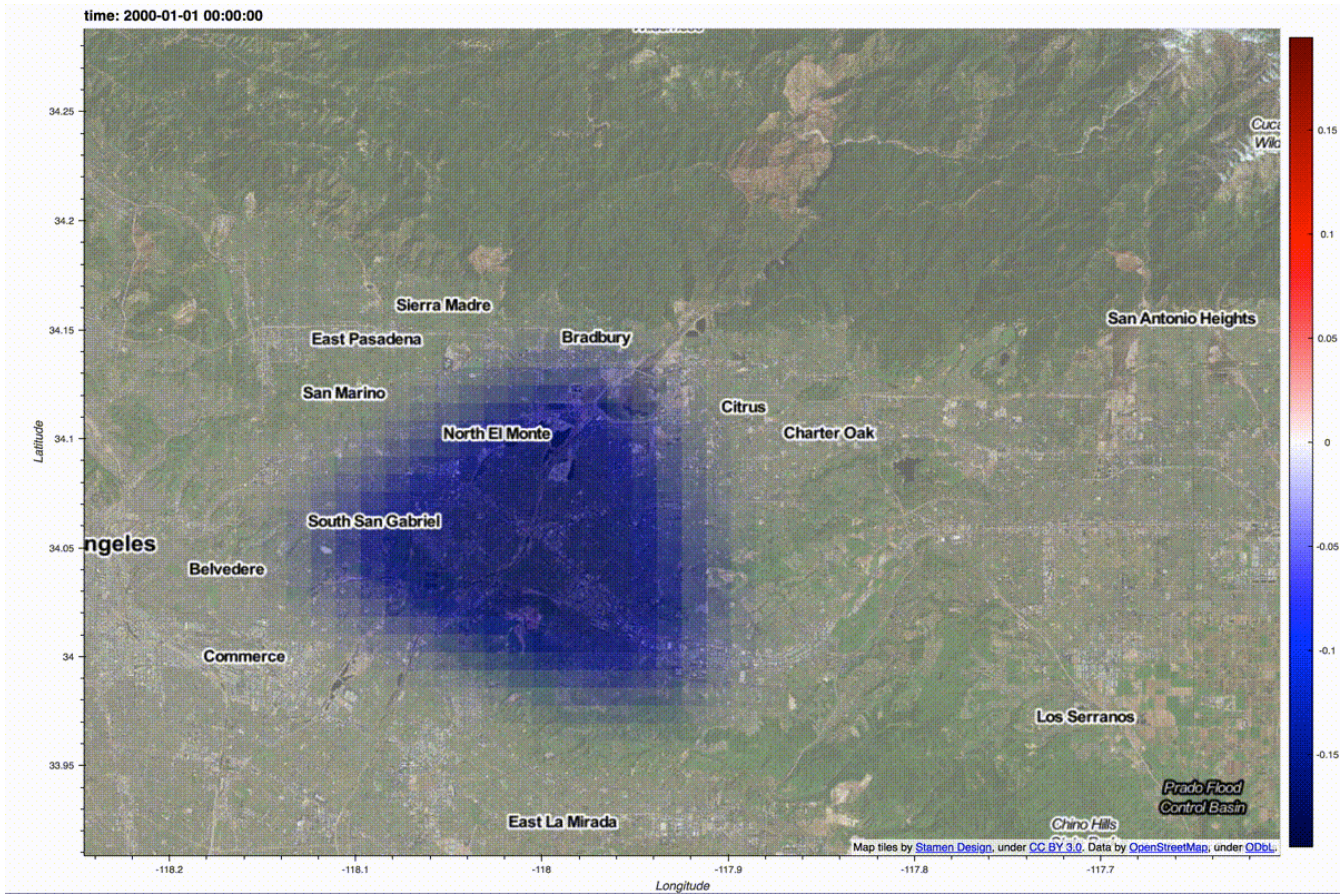 time: 2000-01-01 00:00:00
Wilderness
34.25
0.15
Cuca
Wild
34.2
0.1
Sierra Madre
San Antonio Heights
34.15
Bradbury
East Pasadena
0.05
San Marino
Citrus
34.1
North El Monte
Charter Oak
0
Latitude
South San Gabriel
ngeles
34.05
-0.05
Belvedere
34
Commerce
-0.1
Los Serranos
33.95
-0.15
Prado Flood
Control Basin
East La Mirada
Chino Hills
Map tiles by Stamen Design, under CC BY 3.0. Data by OpenStreetMap, under ODbL.
-118.2
-118.1
-118
-117.9
-117.8
-117.7
Longitude